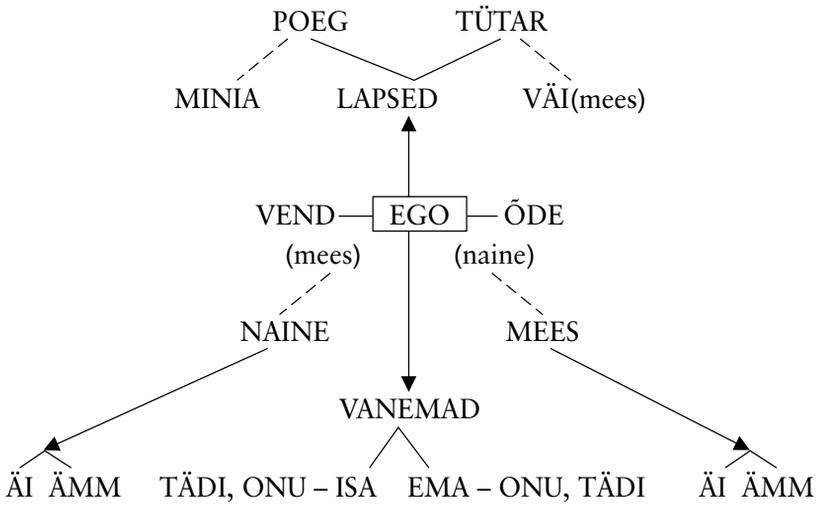 POEG TÜTAR
MINIA LAPSED VÄI(mees)
VEND EGO ÕDE
(mees) (naine)
NAINE MEES
VANEMAD
ÄI ÄMM TÄDI, ONU – ISA EMA – ONU, TÄDI ÄI ÄMM